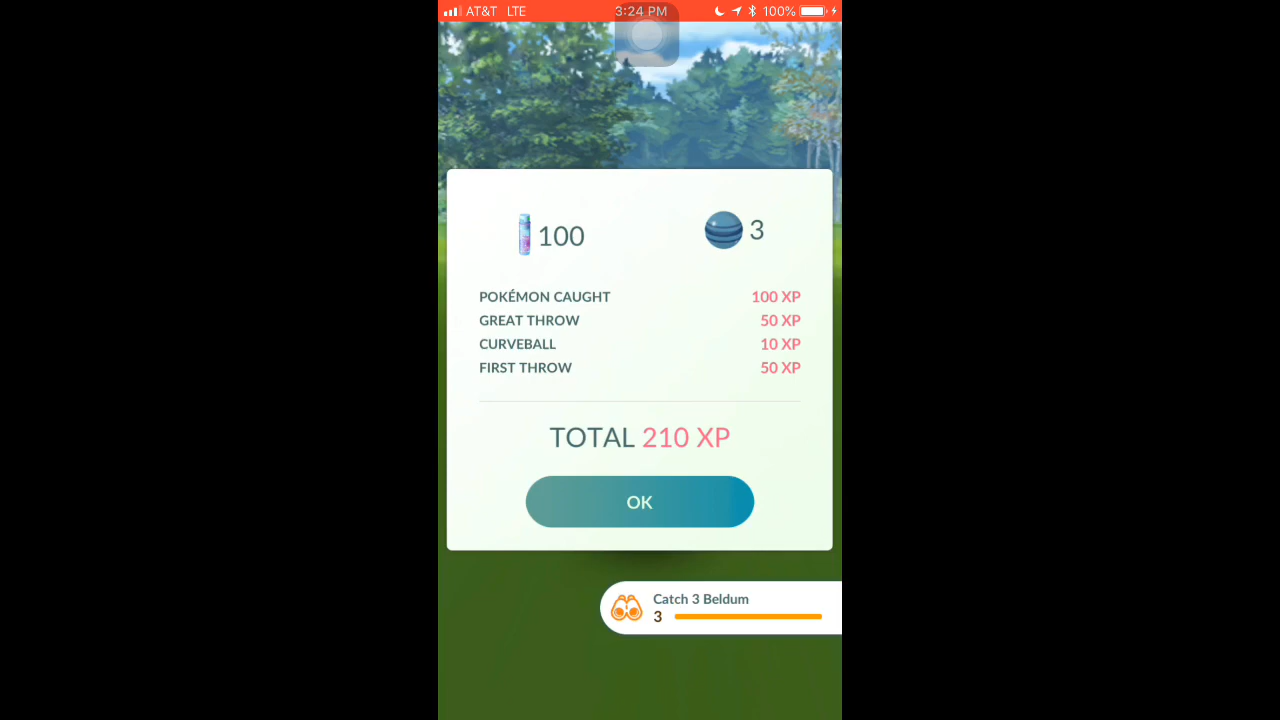 AT&T LTE 3:24 PM 100%
100 3
POKÉMON CAUGHT 100 XP
GREAT THROW 50 XP
CURVEBALL 10 XP
FIRST THROW 50 XP
TOTAL 210 XP
OK
Catch 3 Beldum
3